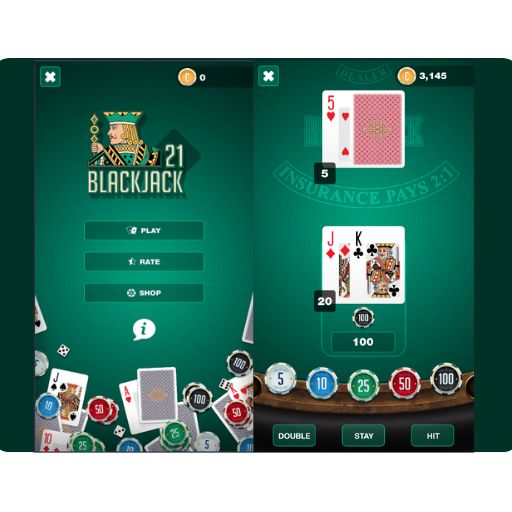 0
21
BLACKJACK
PLAY
RATE
SHOP
i
J
A
10
50
100
25
50
10
DEALER
3,145
5
5
INSURANCE PAYS 2:1
J K
20
100
100
5 10 25 50 100
DOUBLE STAY HIT